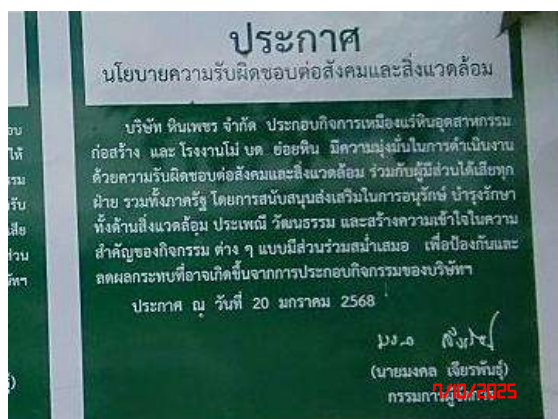 ประกาศ
นโยบายความรับผิดชอบต่อสังคมและสิ่งแวดล้อม
บริษัท หินเพชร จำกัด ประกอบกิจการเหมืองแร่หินอุตสาหกรรม
ก่อสร้าง และ โรงงานโม่ บด ย่อยหิน มีความมุ่งมั่นในการดำเนินงาน
ด้วยความรับผิดชอบต่อสังคมและสิ่งแวดล้อม ร่วมกับผู้มีส่วนได้เสียทุก
ฝ่าย รวมทั้งภาครัฐ โดยการสนับสนุนส่งเสริมในการอนุรักษ์ บำรุงรักษา
ทั้งด้านสิ่งแวดล้อม ประเพณี วัฒนธรรม และสร้างความเข้าใจในความ
สำคัญของกิจกรรม ต่าง ๆ แบบมีส่วนร่วมสม่ำเสมอ เพื่อป้องกันและ
ลดผลกระทบที่อาจเกิดขึ้นจากการประกอบกิจกรรมของบริษัทฯ
ประกาศ ณ วันที่ 20 มกราคม 2568
(นายมงคล เจียรพันธุ์)
กรรมการผู้จัดการ
7/10/2025